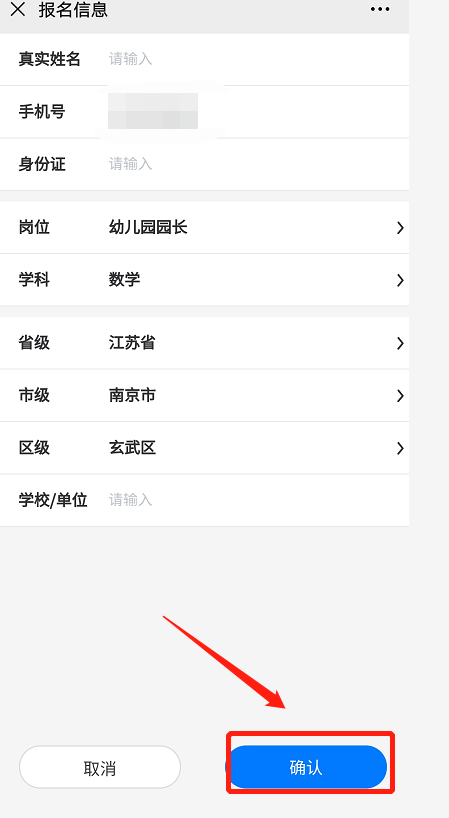 报名信息
真实姓名 请输入
手机号
身份证 请输入
岗位 幼儿园园长
学科 数学
省级 江苏省
市级 南京市
区级 玄武区
学校/单位 请输入
取消 确认